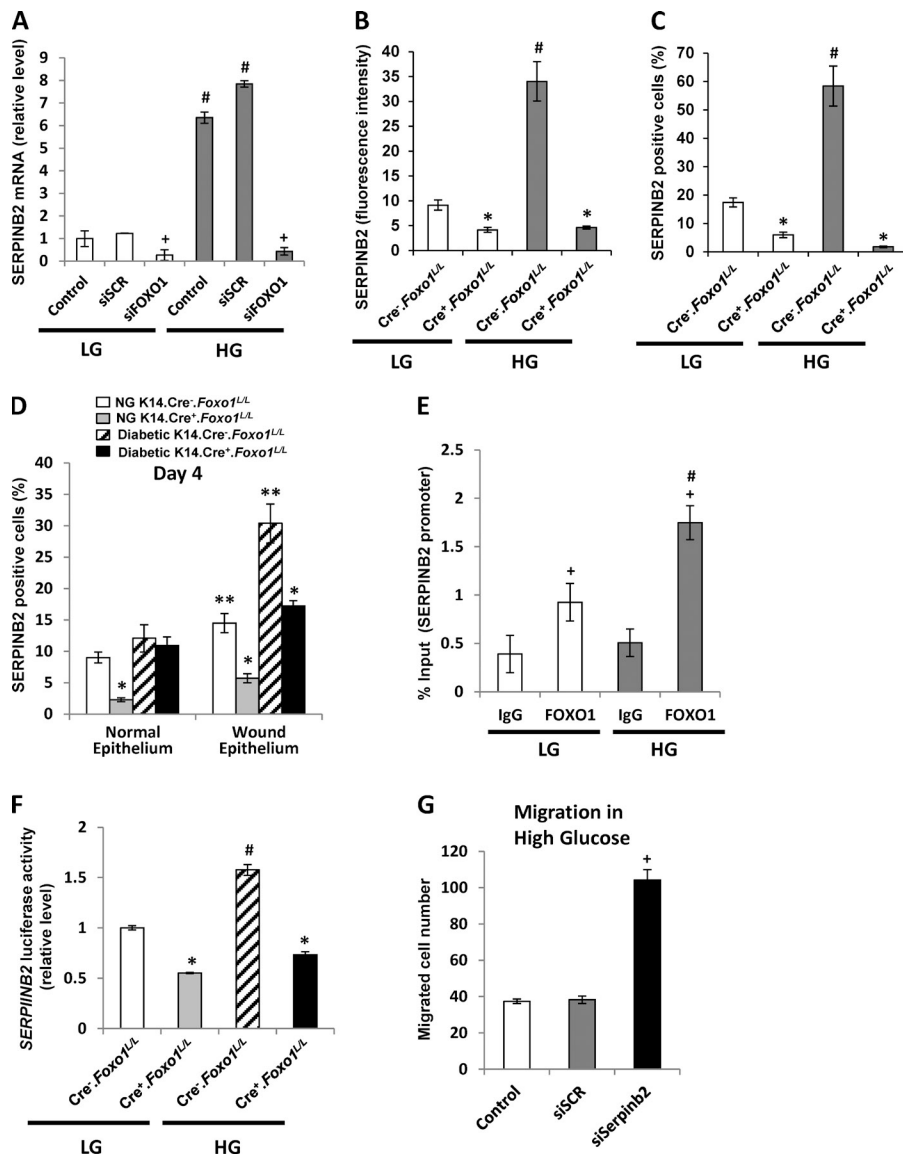 A
SERPINB2 mRNA (relative level)
9
8
7
6
5
4
3
2
1
0
#
#
+
+
Control
siSCR
siFOXO1
Control
siSCR
siFOXO1
LG
HG
B
SERPINB2 (fluorescence intensity)
40
35
30
25
20
15
10
5
0
#
*
*
Cre-.Foxo1L/L
Cre+.Foxo1L/L
Cre-.Foxo1L/L
Cre+.Foxo1L/L
LG
HG
C
SERPINB2 positive cells (%)
70
60
50
40
30
20
10
0
#
*
*
Cre-.Foxo1L/L
Cre+.Foxo1L/L
Cre-.Foxo1L/L
Cre+.Foxo1L/L
LG
HG
D
NG K14.Cre-.Foxo1L/L
NG K14.Cre+.Foxo1L/L
Diabetic K14.Cre-.Foxo1L/L
Diabetic K14.Cre+.Foxo1L/L
Day 4
SERPINB2 positive cells (%)
40
35
30
25
20
15
10
5
0
*
**
*
**
*
Normal
Epithelium
Wound
Epithelium
E
% Input (SERPINB2 promoter)
2.5
2
1.5
1
0.5
0
+
#
+
IgG
FOXO1
IgG
FOXO1
LG
HG
F
SERPIINB2 luciferase activity
(relative level)
2
1.5
1
0.5
0
*
#
*
Cre-.Foxo1L/L
Cre+.Foxo1L/L
Cre-.Foxo1L/L
Cre+.Foxo1L/L
LG
HG
G
Migration in
High Glucose
Migrated cell number
120
100
80
60
40
20
0
+
Control
siSCR
siSerpinb2